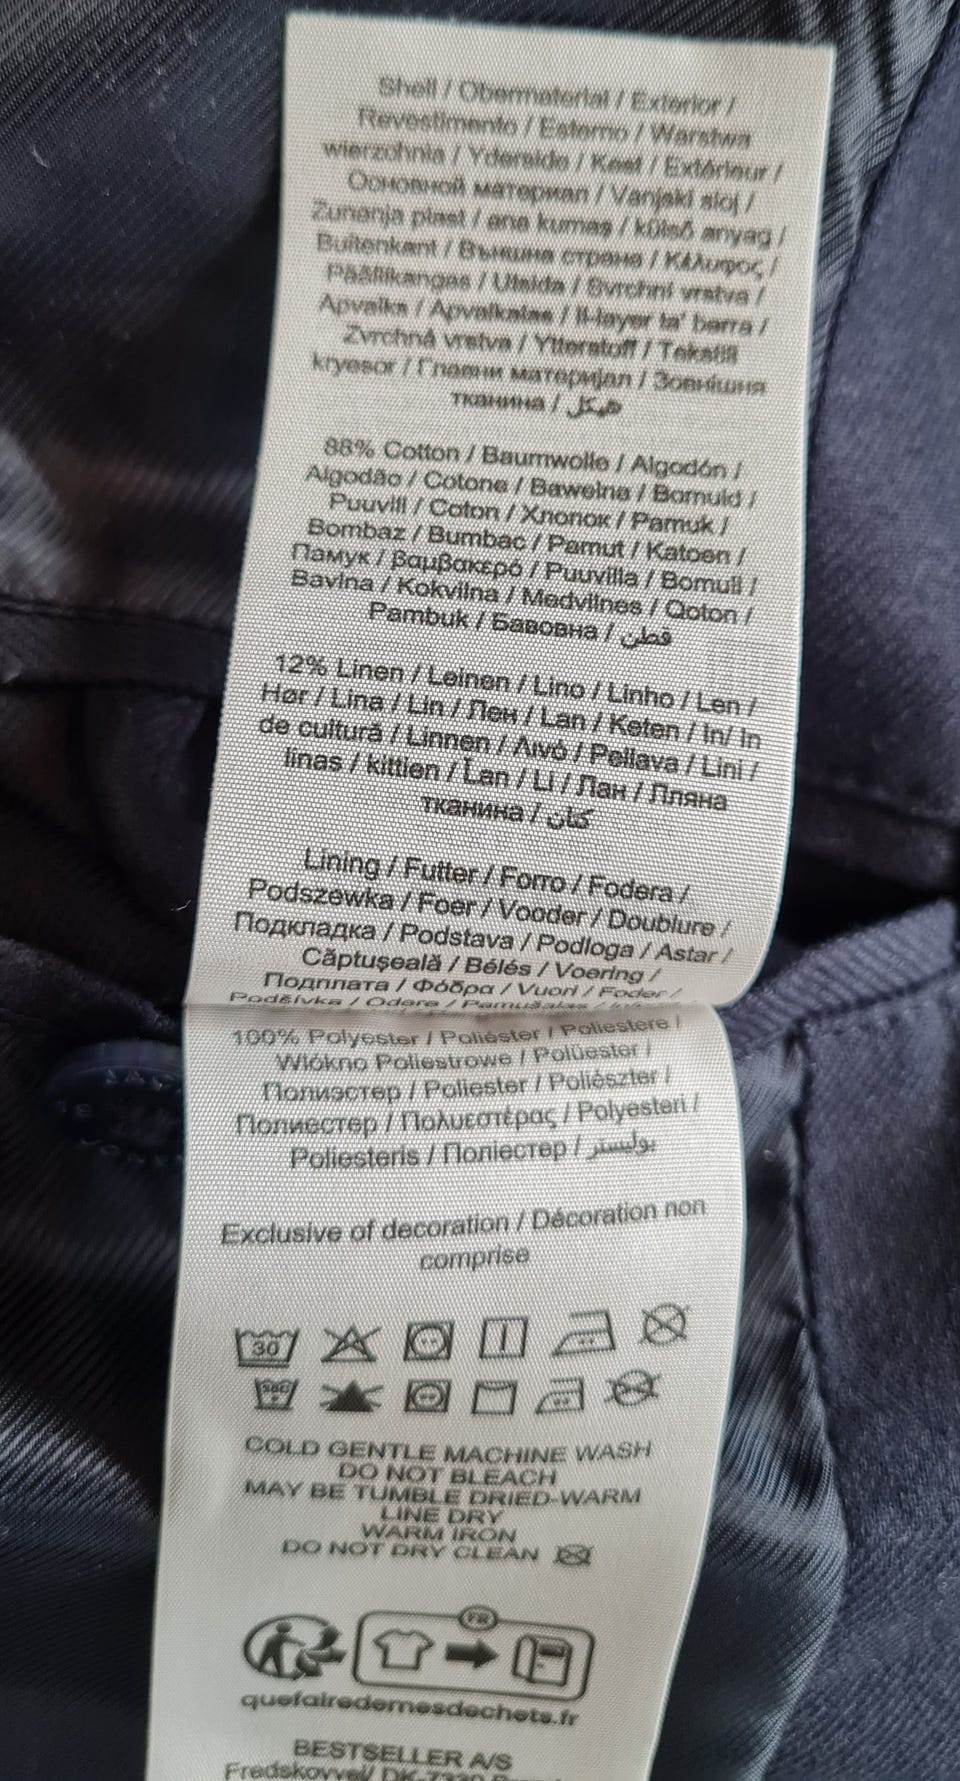 Shell / Obermaterial / Exterior /
Revestimento / Esterno / Warstwa
wierzchnia / Yderside / Kest / Extérieur /
Основной материал / Vanjski sloj /
Zunanja plast / ana kumaş / külső anyag /
Buitenkant / Външна страна / Κέλυφος /
Päällikangas / Utsida / Svrchní vrstva /
Apvalks / Apvalkalas / Il-layer ta' barra /
Zvrchná vrstva / Ytterstoff / Tekstili
kryesor / Главни материјал / Зовнішня
тканина / هيكل
88% Cotton / Baumwolle / Algodón /
Algodão / Cotone / Bawełna / Bomuld /
Puuvill / Coton / Хлопок / Pamuk /
Bombaz / Bumbac / Pamut / Katoen /
Памук / βαμβακερό / Puuvilla / Bomull /
Bavlna / Kokvilna / Medvilnes / Qoton /
Pambuk / Бавовна / قطن
12% Linen / Leinen / Lino / Linho / Len /
Hør / Lina / Lin / Лен / Lan / Keten / In/ In
de cultură / Linnen / Λινό / Pellava / Lini /
linas / kittien / Ľan / LI / Лан / Лляна
тканина / كتان
Lining / Futter / Forro / Fodera /
Podszewka / Foer / Vooder / Doublure /
Подкладка / Podstava / Podloga / Astar /
Căptușeală / Bélés / Voering /
Подплата / Φόδρα / Vuori / Foder /
Podšívka / Odere / Pamušalas /
100% Polyester / Poliéster / Poliestere /
Włókno Poliestrowe / Polüester /
Полиэстер / Poliester / Poliészter /
Полиестер / Πολυεστέρας / Polyesteri /
Poliesteris / Поліестер / بوليستر
Exclusive of decoration / Décoration non
comprise
30
COLD GENTLE MACHINE WASH
DO NOT BLEACH
MAY BE TUMBLE DRIED-WARM
LINE DRY
WARM IRON
DO NOT DRY CLEAN
FR
quefairedemesdechets.fr
BESTSELLER A/S
Fredskovvej